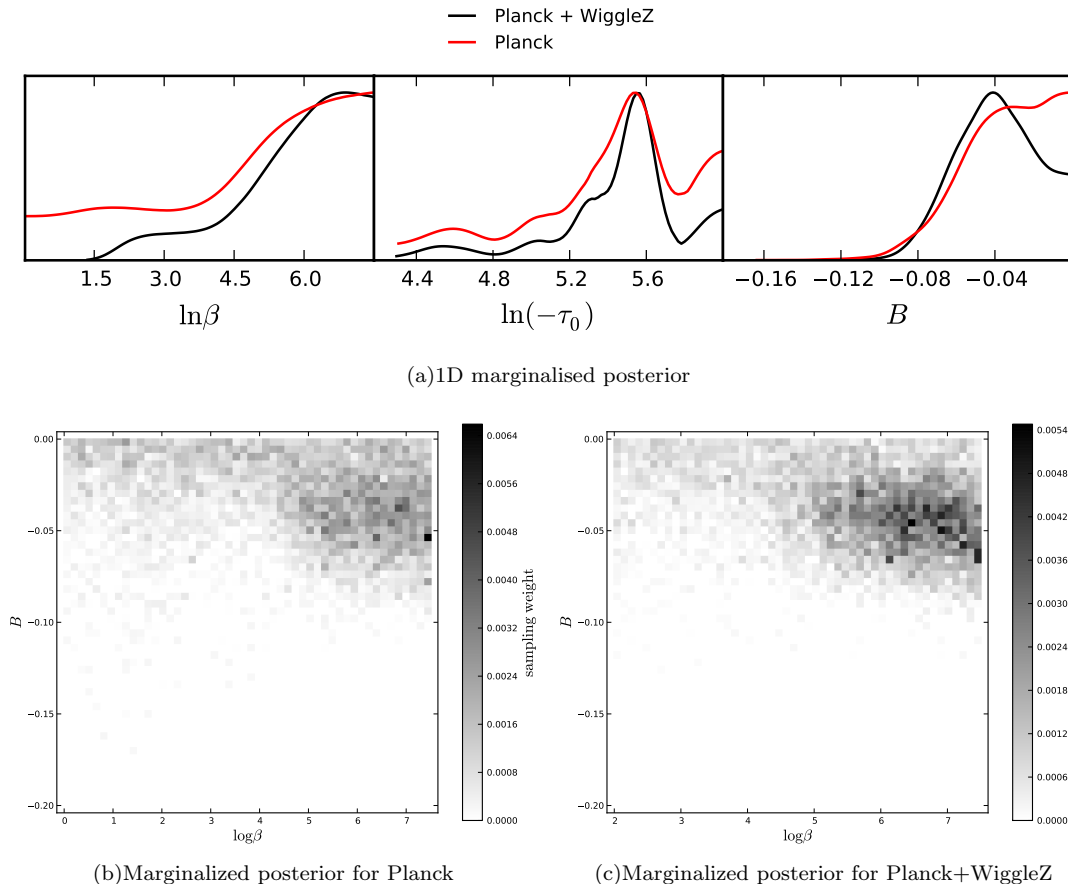 Planck + WiggleZ
Planck
1.5 3.0 4.5 6.0
lnβ
4.4 4.8 5.2 5.6
ln(−τ₀)
−0.16 −0.12 −0.08 −0.04
B
(a)1D marginalised posterior
0.00
−0.05
−0.10
−0.15
−0.20
B
0 1 2 3 4 5 6 7
logβ
0.0064
0.0056
0.0048
0.0040
0.0032
0.0024
0.0016
0.0008
0.0000
sampling weight
(b)Marginalized posterior for Planck
0.00
−0.05
−0.10
−0.15
−0.20
B
2 3 4 5 6 7
logβ
0.0054
0.0048
0.0042
0.0036
0.0030
0.0024
0.0018
0.0012
0.0006
0.0000
(c)Marginalized posterior for Planck+WiggleZ